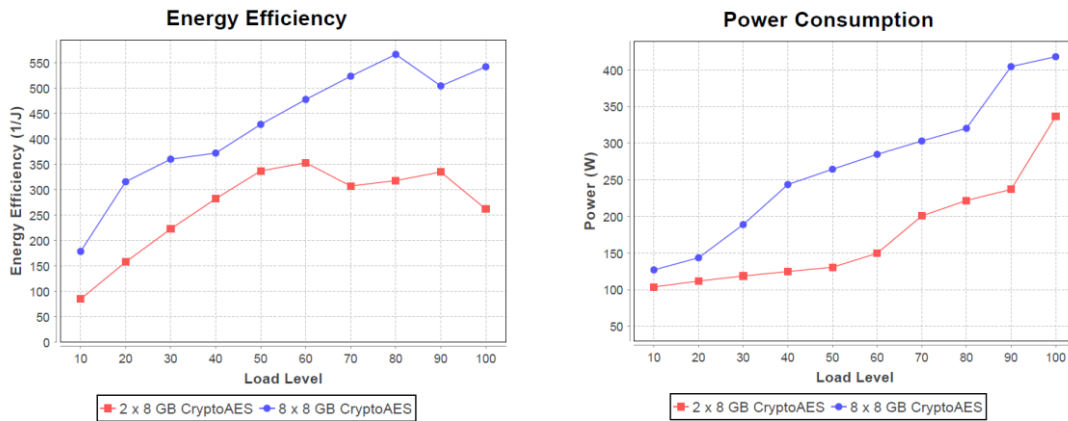 Energy Efficiency
Energy Efficiency (1/J)
550
500
450
400
350
300
250
200
150
100
50
0
10 20 30 40 50 60 70 80 90 100
Load Level
2 x 8 GB CryptoAES 8 x 8 GB CryptoAES
Power Consumption
Power (W)
400
350
300
250
200
150
100
50
10 20 30 40 50 60 70 80 90 100
Load Level
2 x 8 GB CryptoAES 8 x 8 GB CryptoAES